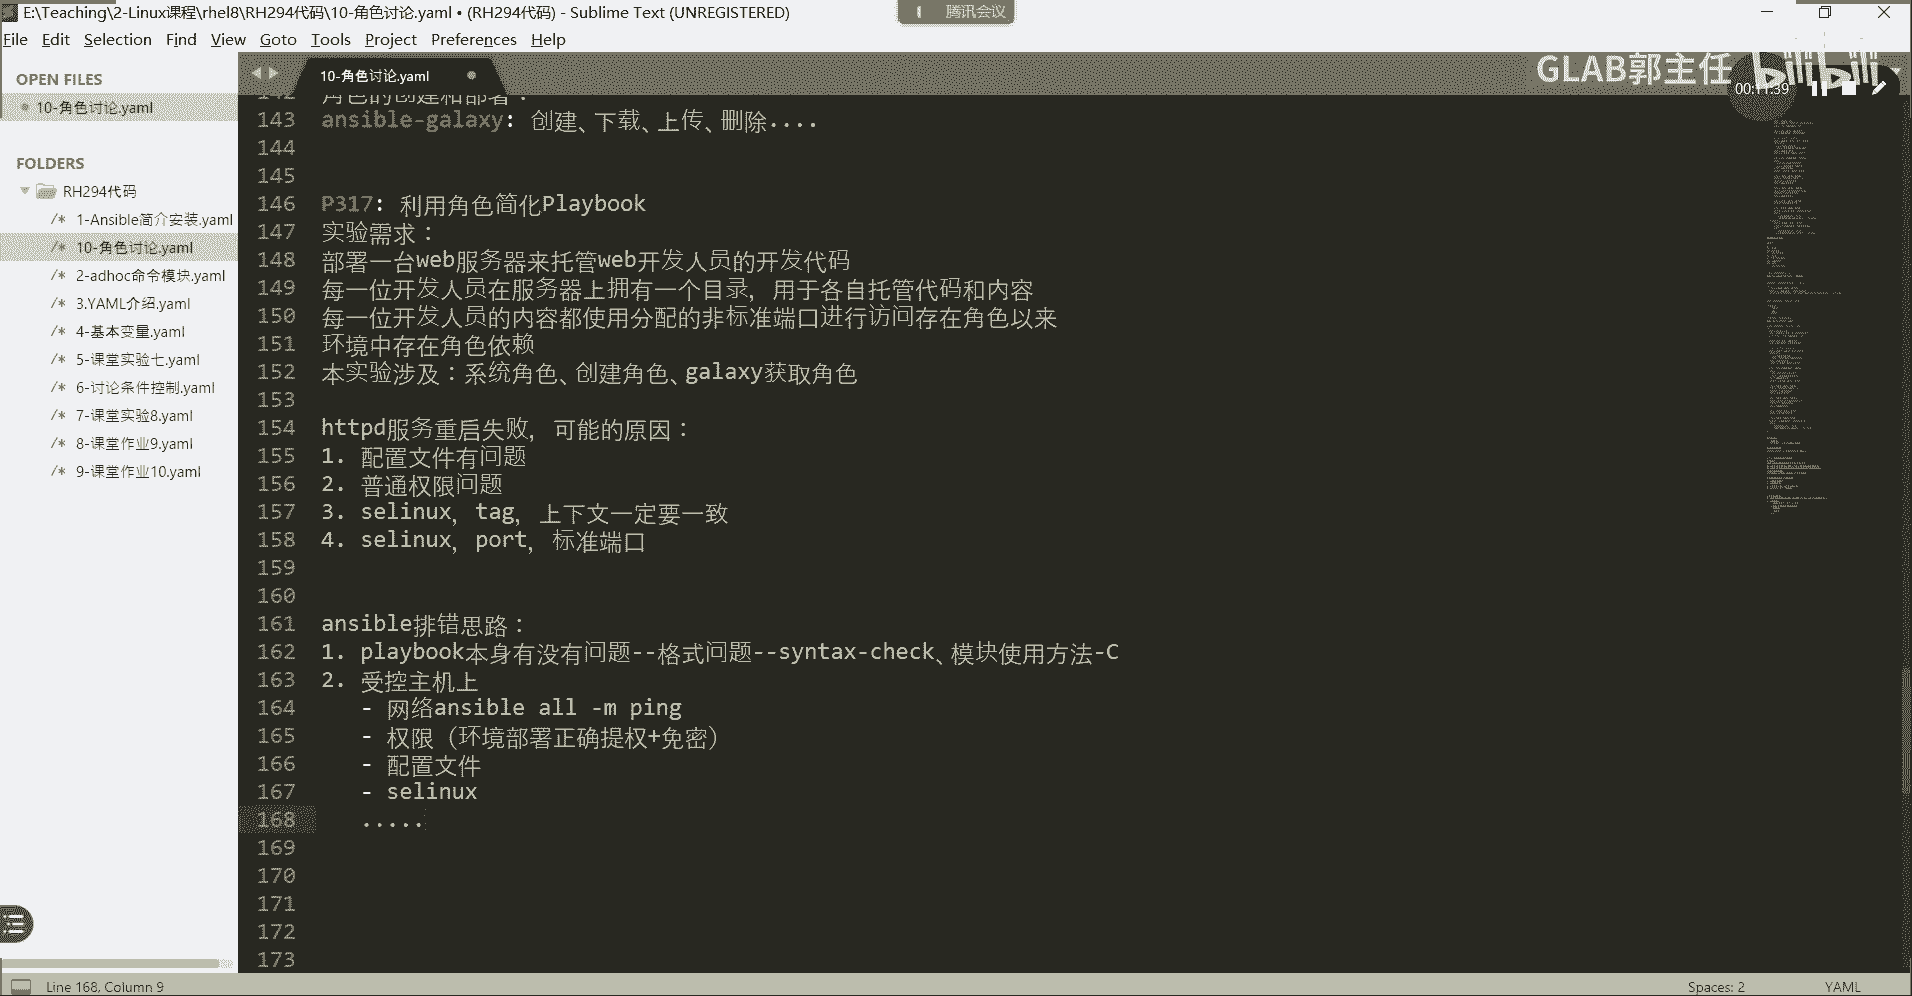 E:\Teaching\2-Linux课程\rhel8\RH294代码\10-角色讨论.yaml • (RH294代码) - Sublime Text (UNREGISTERED)
腾讯会议
File Edit Selection Find View Goto Tools Project Preferences Help
GLAB郭主任 bilibili
00:11:39
OPEN FILES
10-角色讨论.yaml
FOLDERS
RH294代码
/* 1-Ansible简介安装.yaml
/* 10-角色讨论.yaml
/* 2-adhoc命令模块.yaml
/* 3.YAML介绍.yaml
/* 4-基本变量.yaml
/* 5-课堂实验七.yaml
/* 6-讨论条件控制.yaml
/* 7-课堂实验8.yaml
/* 8-课堂作业9.yaml
/* 9-课堂作业10.yaml
10-角色讨论.yaml
142 角色的创建和部署：
143 ansible-galaxy: 创建、下载、上传、删除....
144
145
146 P317: 利用角色简化Playbook
147 实验需求：
148 部署一台web服务器来托管web开发人员的开发代码
149 每一位开发人员在服务器上拥有一个目录，用于各自托管代码和内容
150 每一位开发人员的内容都使用分配的非标准端口进行访问存在角色以来
151 环境中存在角色依赖
152 本实验涉及：系统角色、创建角色、galaxy获取角色
153
154 httpd服务重启失败，可能的原因：
155 1. 配置文件有问题
156 2. 普通权限问题
157 3. selinux，tag，上下文一定要一致
158 4. selinux，port，标准端口
159
160
161 ansible排错思路：
162 1. playbook本身有没有问题--格式问题--syntax-check、模块使用方法-C
163 2. 受控主机上
164 - 网络ansible all -m ping
165 - 权限（环境部署正确提权+免密）
166 - 配置文件
167 - selinux
168 .....
169
170
171
172
173
Line 168, Column 9
Spaces: 2
YAML